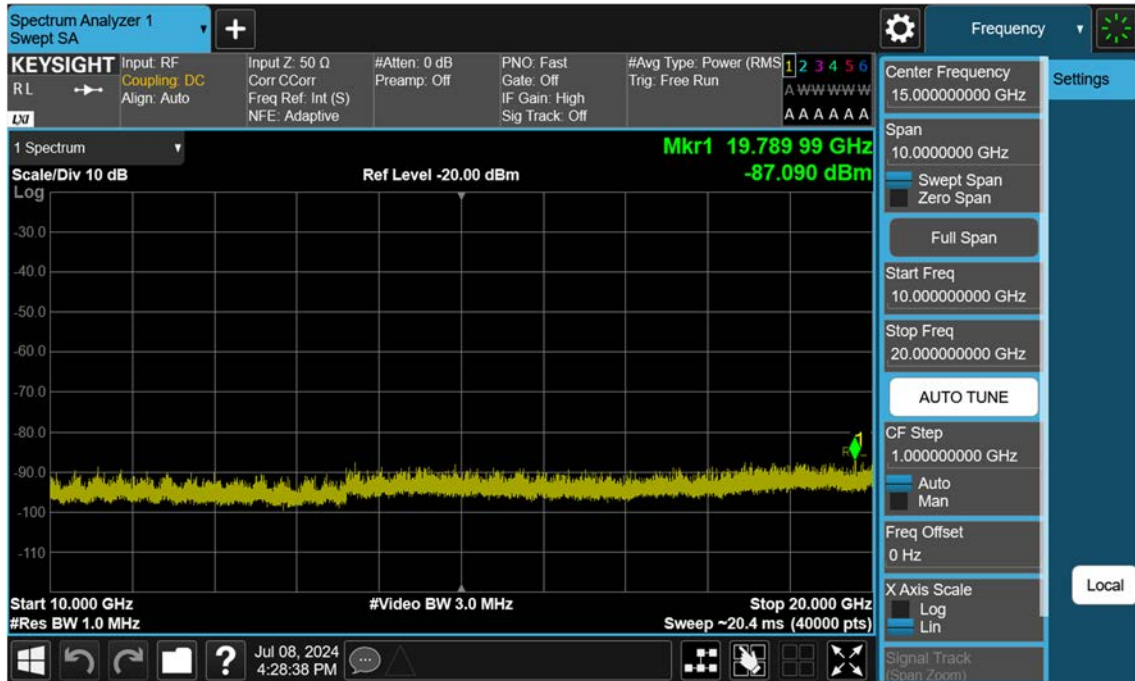 Spectrum Analyzer 1
Swept SA
Frequency
KEYSIGHT
RL
LXI
Input: RF
Coupling: DC
Align: Auto
Input Z: 50 Ω
Corr CCorr
Freq Ref: Int (S)
NFE: Adaptive
#Atten: 0 dB
Preamp: Off
PNO: Fast
Gate: Off
IF Gain: High
Sig Track: Off
#Avg Type: Power (RMS
Trig: Free Run
1 2 3 4 5 6
A W W W W W
A A A A A A
1 Spectrum
Scale/Div 10 dB
Log
Ref Level -20.00 dBm
Mkr1 19.789 99 GHz
-87.090 dBm
-30.0
-40.0
-50.0
-60.0
-70.0
-80.0
-90.0
-100
-110
1
Start 10.000 GHz
#Res BW 1.0 MHz
#Video BW 3.0 MHz
Stop 20.000 GHz
Sweep ~20.4 ms (40000 pts)
Center Frequency
15.000000000 GHz
Span
10.0000000 GHz
Swept Span
Zero Span
Full Span
Start Freq
10.000000000 GHz
Stop Freq
20.000000000 GHz
AUTO TUNE
CF Step
1.000000000 GHz
Auto
Man
Freq Offset
0 Hz
X Axis Scale
Log
Lin
Signal Track
(Span Zoom)
Settings
Local
?
Jul 08, 2024
4:28:38 PM